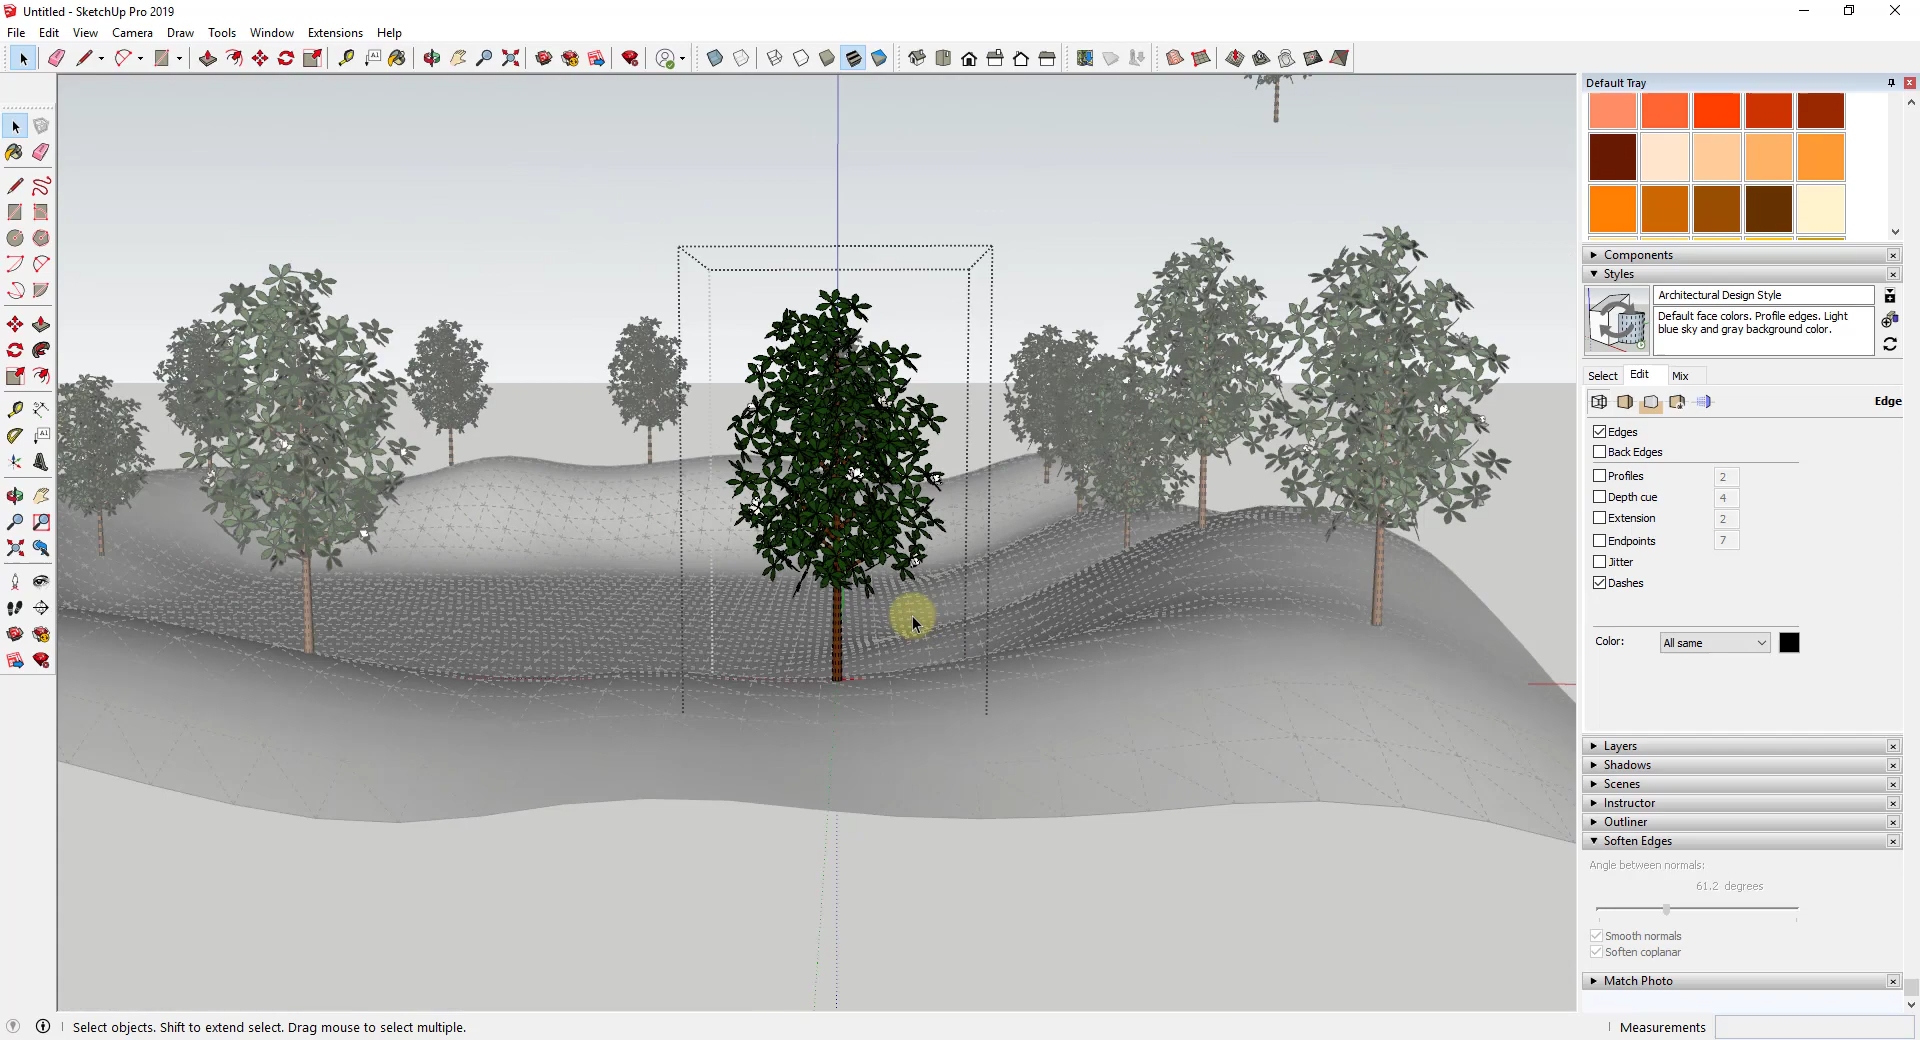 Untitled - SketchUp Pro 2019
File Edit View Camera Draw Tools Window Extensions Help
Default Tray
Components
Styles
Architectural Design Style
Default face colors. Profile edges. Light
blue sky and gray background color.
Select Edit Mix
Edge
Edges
Back Edges
Profiles 2
Depth cue 4
Extension 2
Endpoints 7
Jitter
Dashes
Color: All same
Layers
Shadows
Scenes
Instructor
Outliner
Soften Edges
Angle between normals:
61.2 degrees
Smooth normals
Soften coplanar
Match Photo
Select objects. Shift to extend select. Drag mouse to select multiple.
Measurements